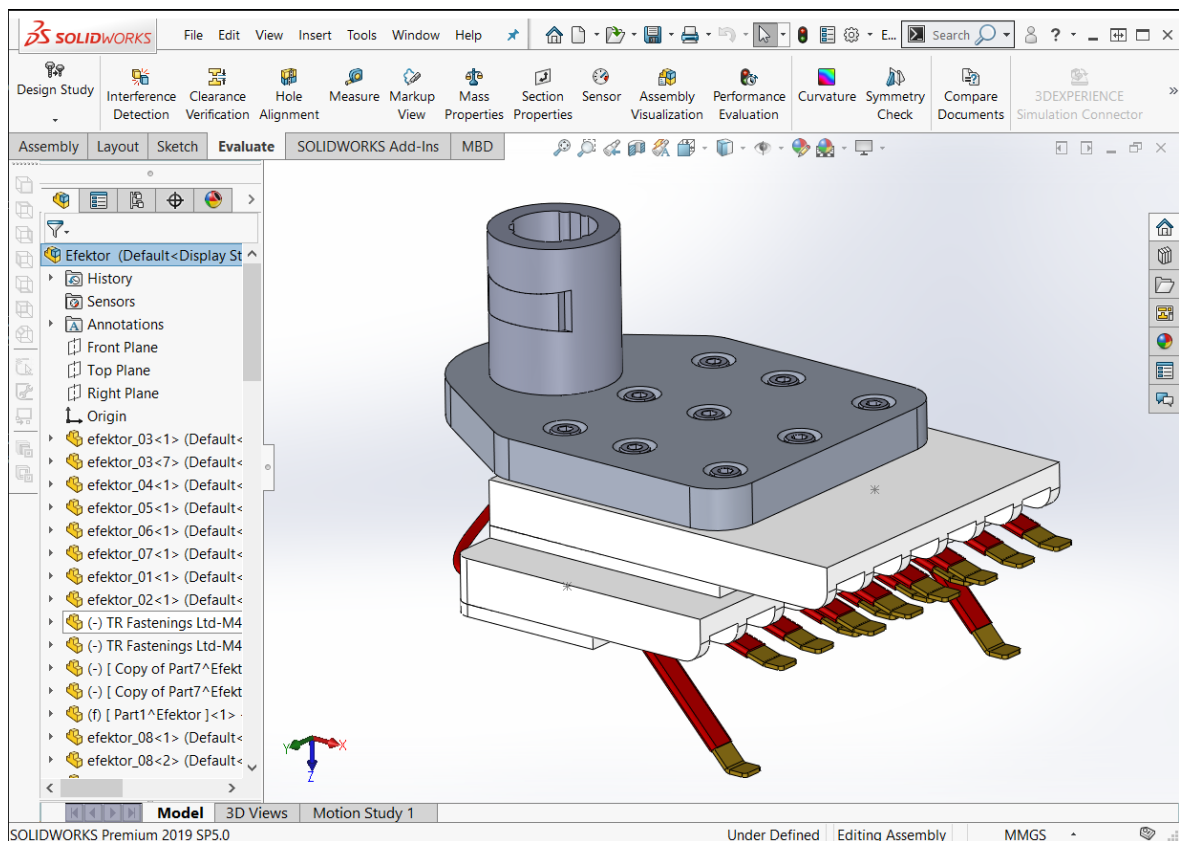 SOLIDWORKS File Edit View Insert Tools Window Help E... Search ?
Design Study Interference Detection Clearance Verification Hole Alignment Measure Markup View Mass Properties Section Properties Sensor Assembly Visualization Performance Evaluation Curvature Symmetry Check Compare Documents 3DEXPERIENCE Simulation Connector »
Assembly Layout Sketch Evaluate SOLIDWORKS Add-Ins MBD
Efektor (Default<Display St
History
Sensors
Annotations
Front Plane
Top Plane
Right Plane
Origin
efektor_03<1> (Default<
efektor_03<7> (Default<
efektor_04<1> (Default<
efektor_05<1> (Default<
efektor_06<1> (Default<
efektor_07<1> (Default<
efektor_01<1> (Default<
efektor_02<1> (Default<
(-) TR Fastenings Ltd-M4
(-) TR Fastenings Ltd-M4
(-) [ Copy of Part7^Efekt
(-) [ Copy of Part7^Efekt
(f) [ Part1^Efektor ]<1> -
efektor_08<1> (Default<
efektor_08<2> (Default<
Y X
Z
Model 3D Views Motion Study 1
SOLIDWORKS Premium 2019 SP5.0 Under Defined Editing Assembly MMGS